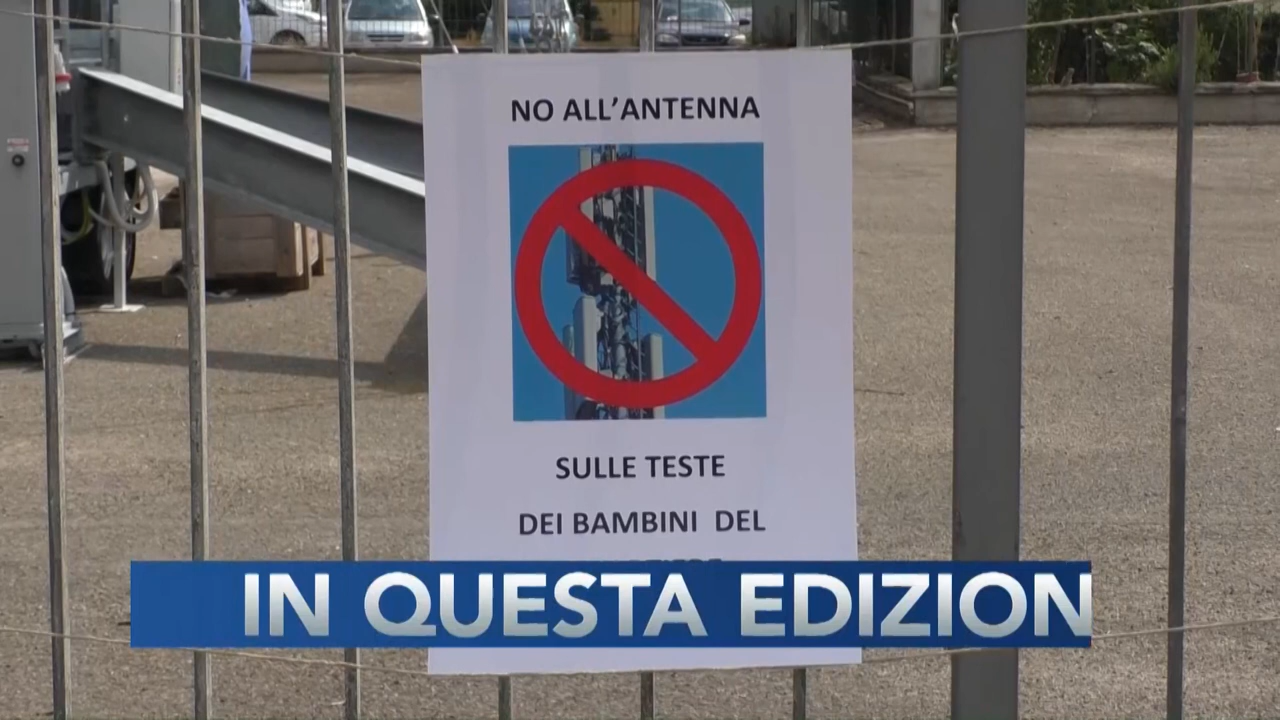 NO ALL'ANTENNA
SULLE TESTE
DEI BAMBINI DEL
IN QUESTA EDIZION